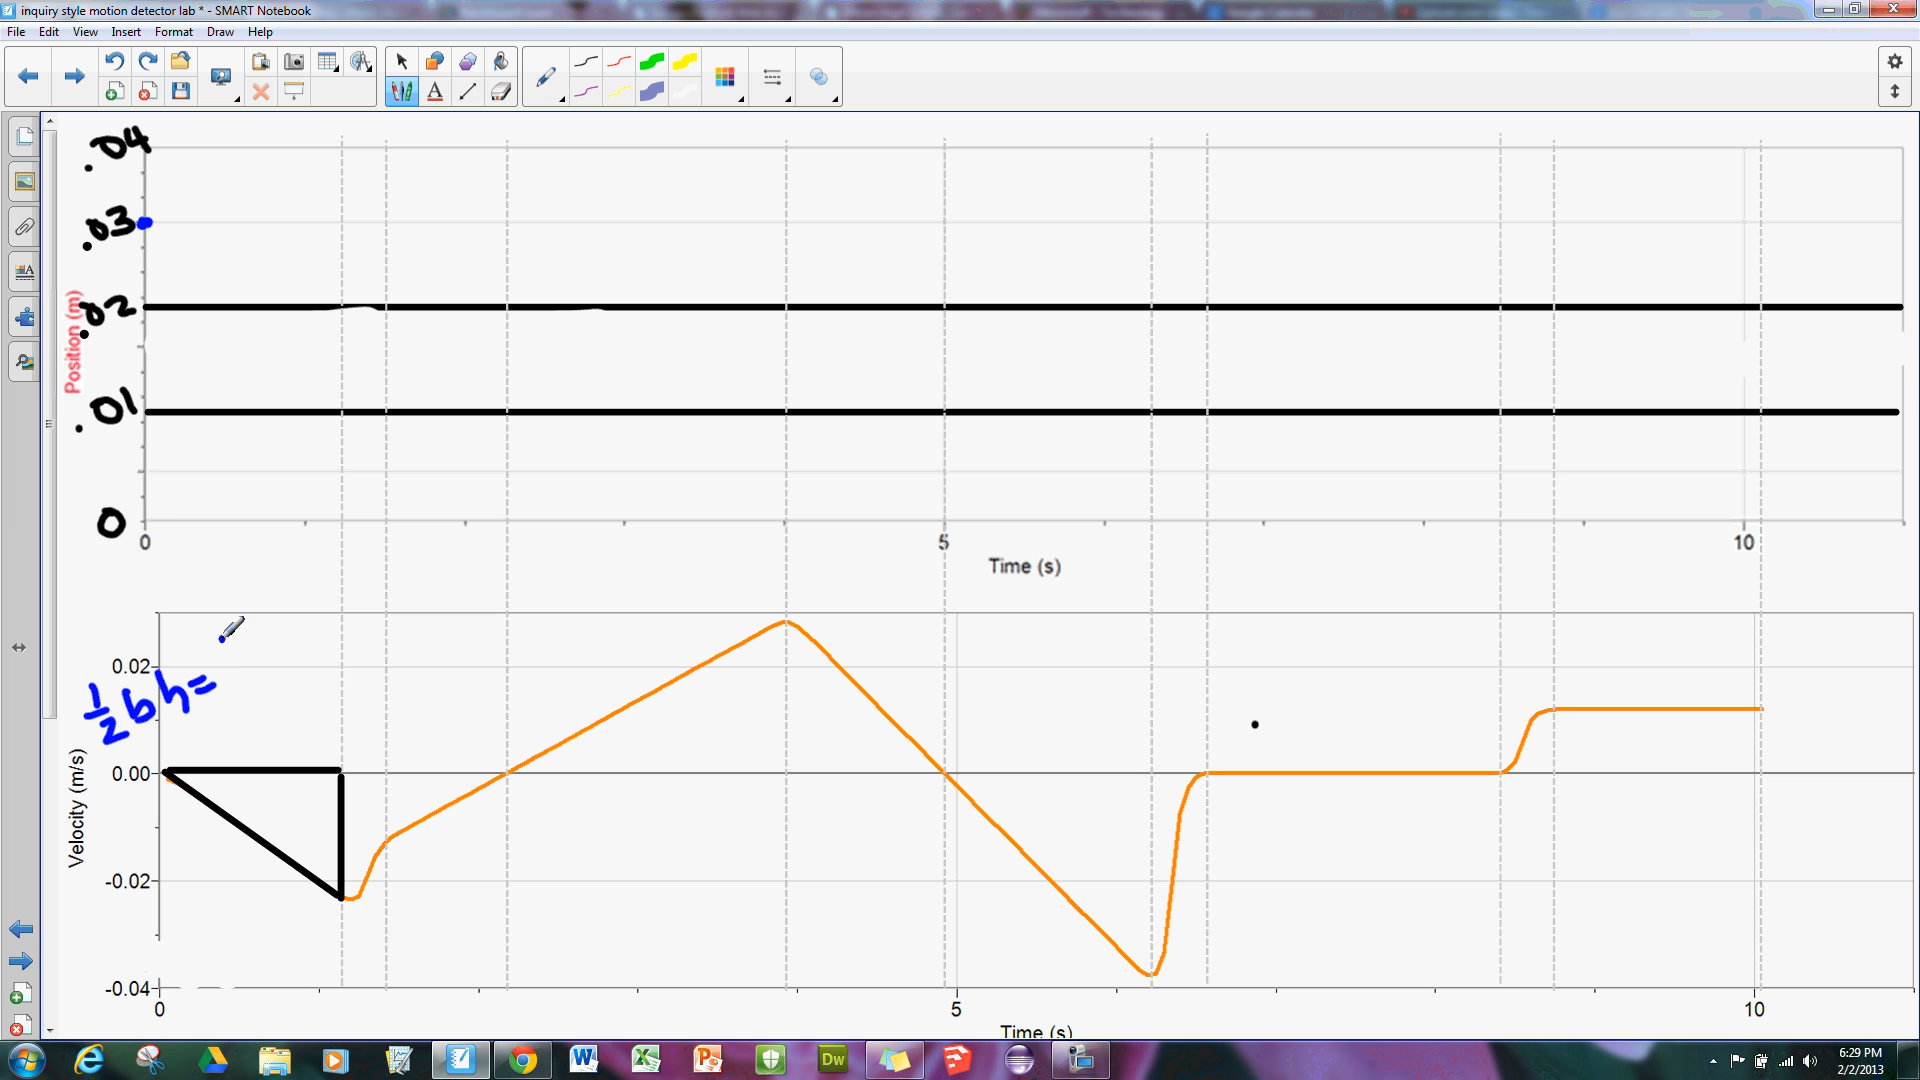 inquiry style motion detector lab * - SMART Notebook
File Edit View Insert Format Draw Help
.04
.03
.02
.01
0
Position (m)
0 5 10
Time (s)
½bh=
0.02
0.00
-0.02
-0.04
Velocity (m/s)
0 5 10
Time (s)
Dw
6:29 PM
2/2/2013